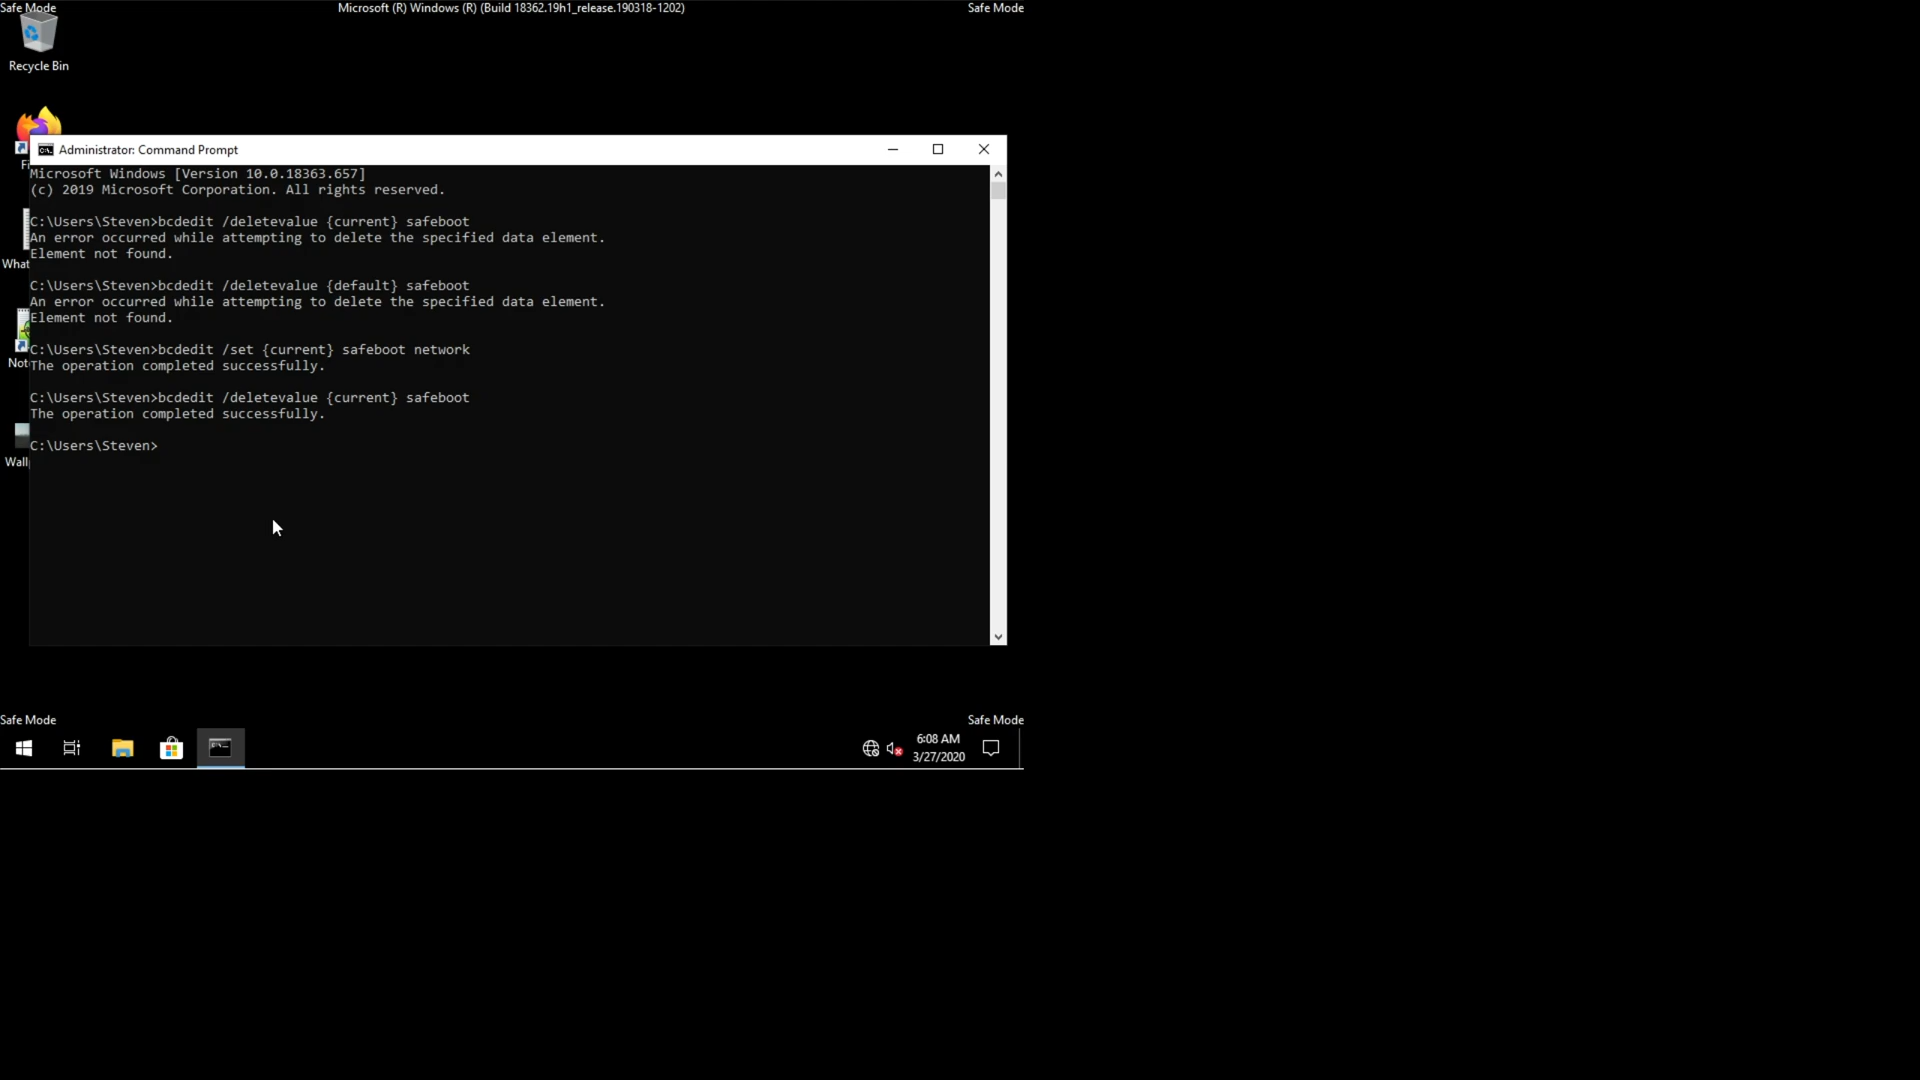 Safe Mode
Microsoft (R) Windows (R) (Build 18362.19h1_release.190318-1202)
Safe Mode
Recycle Bin
Administrator: Command Prompt
Microsoft Windows [Version 10.0.18363.657]
(c) 2019 Microsoft Corporation. All rights reserved.
C:\Users\Steven>bcdedit /deletevalue {current} safeboot
An error occurred while attempting to delete the specified data element.
Element not found.
C:\Users\Steven>bcdedit /deletevalue {default} safeboot
An error occurred while attempting to delete the specified data element.
Element not found.
C:\Users\Steven>bcdedit /set {current} safeboot network
The operation completed successfully.
C:\Users\Steven>bcdedit /deletevalue {current} safeboot
The operation completed successfully.
C:\Users\Steven>
Fi
What
Not
Wall
Safe Mode
Safe Mode
6:08 AM
3/27/2020